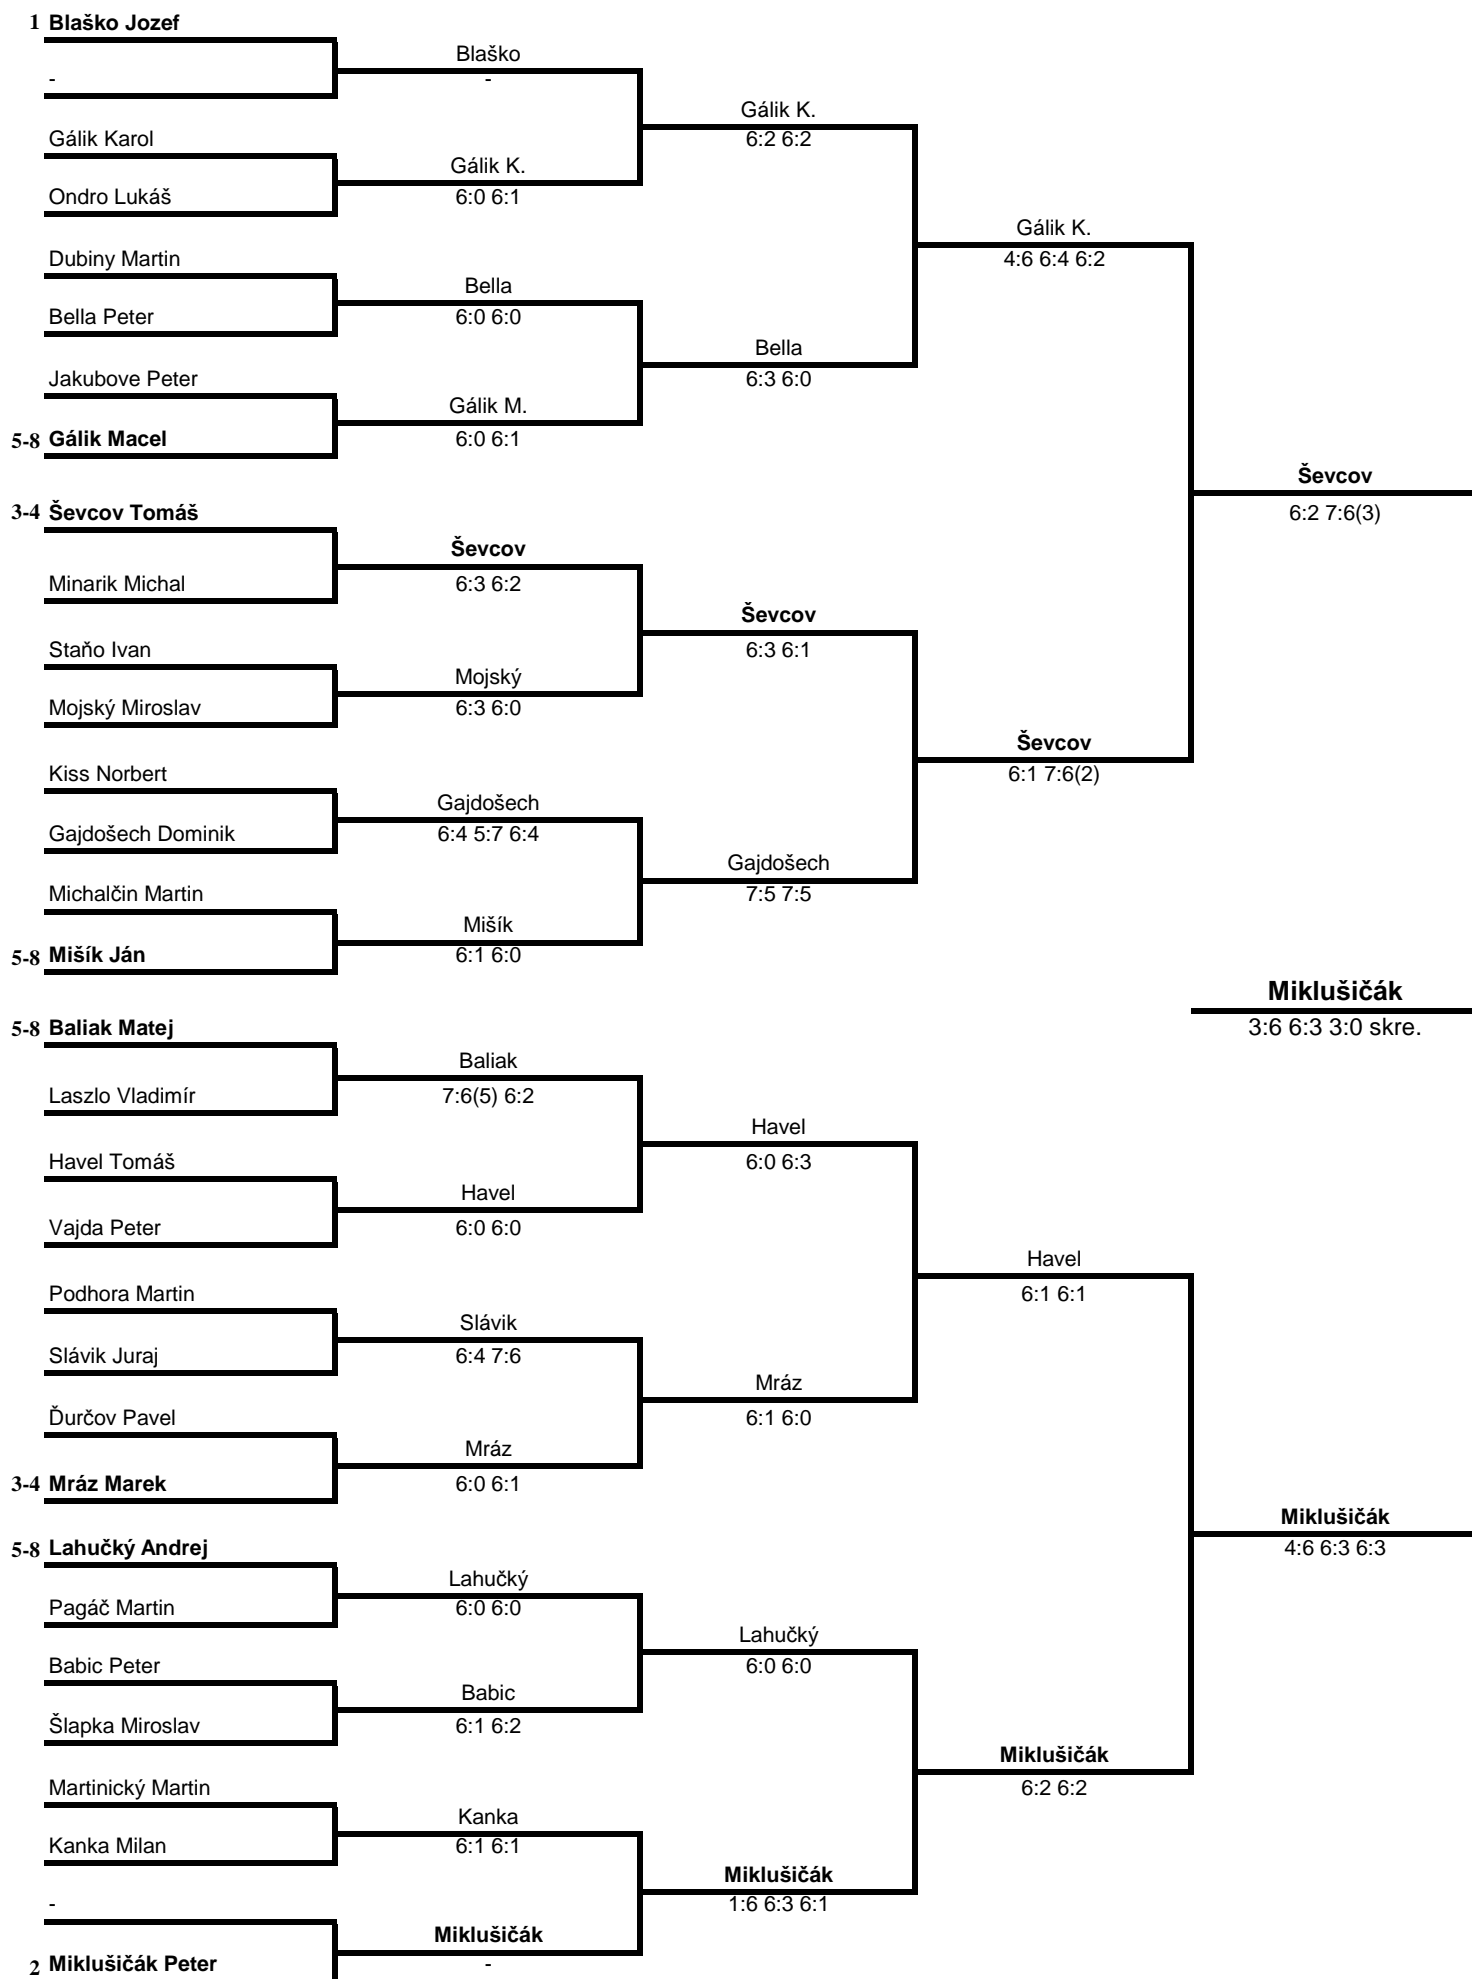 1 Blaško Jozef
Blaško
-
-
Gálik K.
Gálik Karol
6:2 6:2
Gálik K.
Ondro Lukáš
6:0 6:1
Gálik K.
Dubiny Martin
4:6 6:4 6:2
Bella
Bella Peter
6:0 6:0
Bella
Jakubove Peter
6:3 6:0
Gálik M.
5-8 Gálik Macel
6:0 6:1
Ševcov
3-4 Ševcov Tomáš
6:2 7:6(3)
Ševcov
Minarik Michal
6:3 6:2
Ševcov
Staňo Ivan
6:3 6:1
Mojský
Mojský Miroslav
6:3 6:0
Ševcov
Kiss Norbert
6:1 7:6(2)
Gajdošech
Gajdošech Dominik
6:4 5:7 6:4
Gajdošech
Michalčin Martin
7:5 7:5
Mišík
5-8 Mišík Ján
6:1 6:0
Miklušičák
5-8 Baliak Matej
3:6 6:3 3:0 skre.
Baliak
Laszlo Vladimír
7:6(5) 6:2
Havel
Havel Tomáš
6:0 6:3
Havel
Vajda Peter
6:0 6:0
Havel
Podhora Martin
6:1 6:1
Slávik
Slávik Juraj
6:4 7:6
Mráz
Ďurčov Pavel
6:1 6:0
Mráz
3-4 Mráz Marek
6:0 6:1
Miklušičák
5-8 Lahučký Andrej
4:6 6:3 6:3
Lahučký
Pagáč Martin
6:0 6:0
Lahučký
Babic Peter
6:0 6:0
Babic
Šlapka Miroslav
6:1 6:2
Miklušičák
Martinický Martin
6:2 6:2
Kanka
Kanka Milan
6:1 6:1
Miklušičák
-
1:6 6:3 6:1
Miklušičák
2 Miklušičák Peter
-